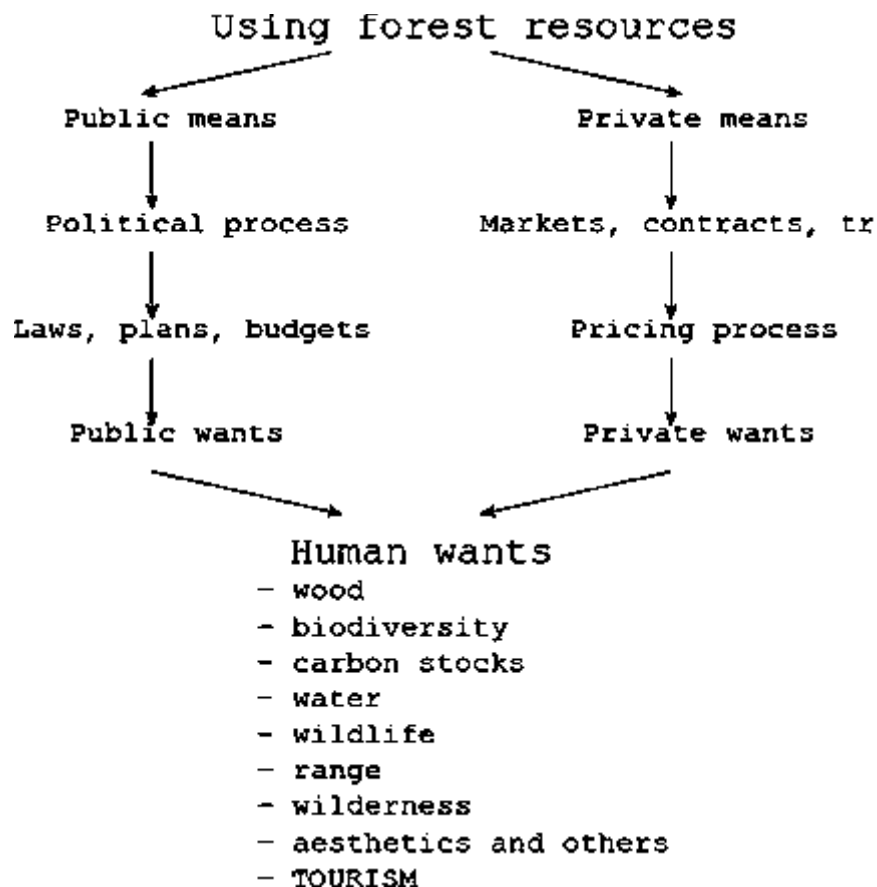 Using forest resources
Public means Private means
Political process Markets, contracts, tr
Laws, plans, budgets Pricing process
Public wants Private wants
Human wants
- wood
- biodiversity
- carbon stocks
- water
- wildlife
- range
- wilderness
- aesthetics and others
- TOURISM